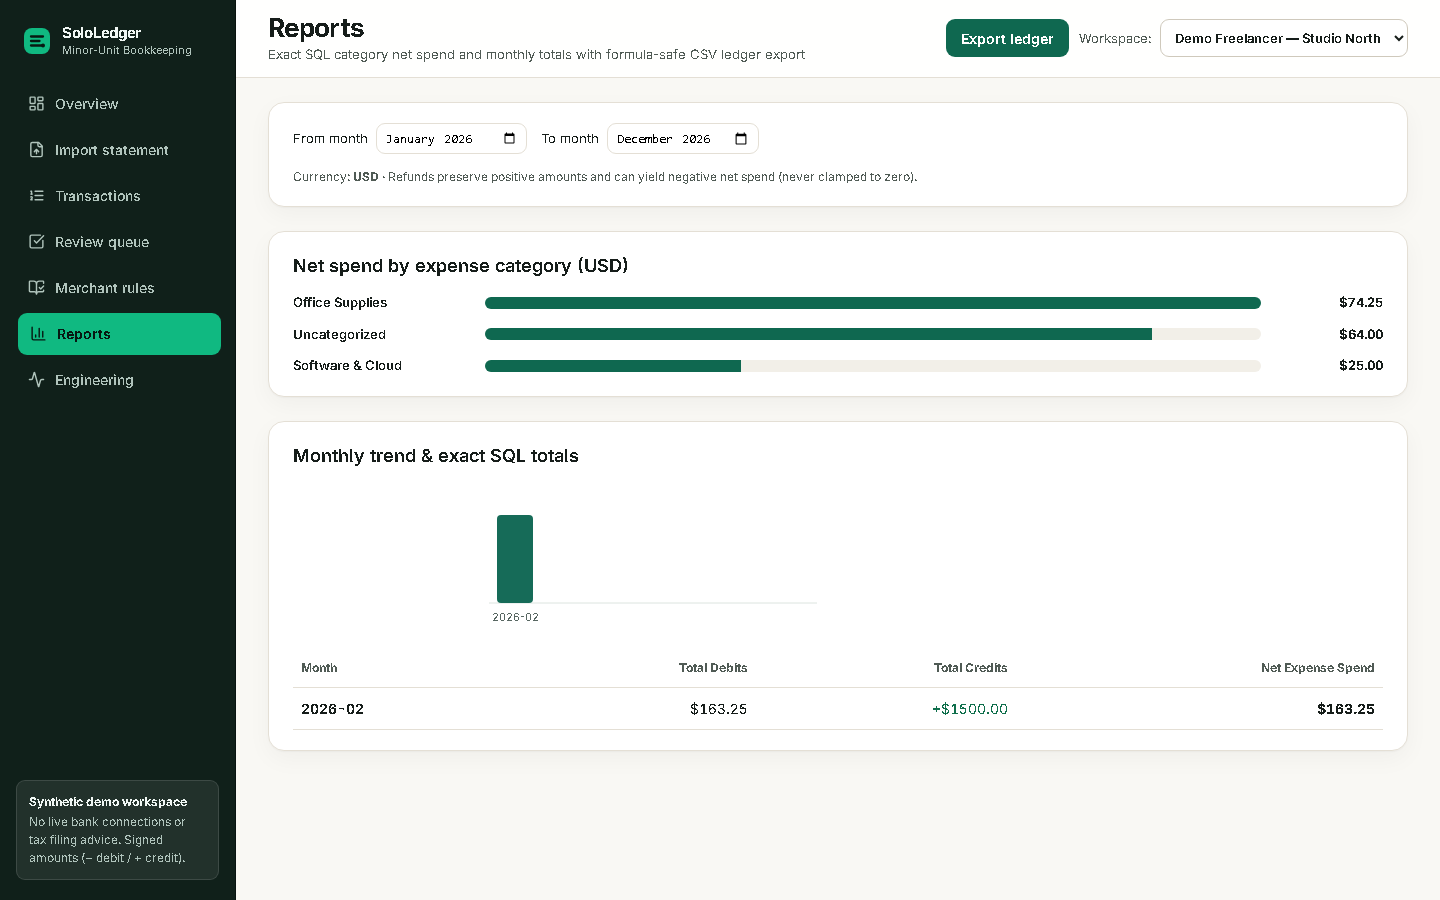 SoloLedger
Minor-Unit Bookkeeping
Overview
Import statement
Transactions
Review queue
Merchant rules
Reports
Engineering
Synthetic demo workspace
No live bank connections or
tax filing advice. Signed
amounts (− debit / + credit).
Reports
Exact SQL category net spend and monthly totals with formula-safe CSV ledger export
Export ledger
Workspace:
Demo Freelancer — Studio North
From month
January 2026
To month
December 2026
Currency: USD · Refunds preserve positive amounts and can yield negative net spend (never clamped to zero).
Net spend by expense category (USD)
Office Supplies $74.25
Uncategorized $64.00
Software & Cloud $25.00
Monthly trend & exact SQL totals
2026-02
Month Total Debits Total Credits Net Expense Spend
2026-02 $163.25 +$1500.00 $163.25